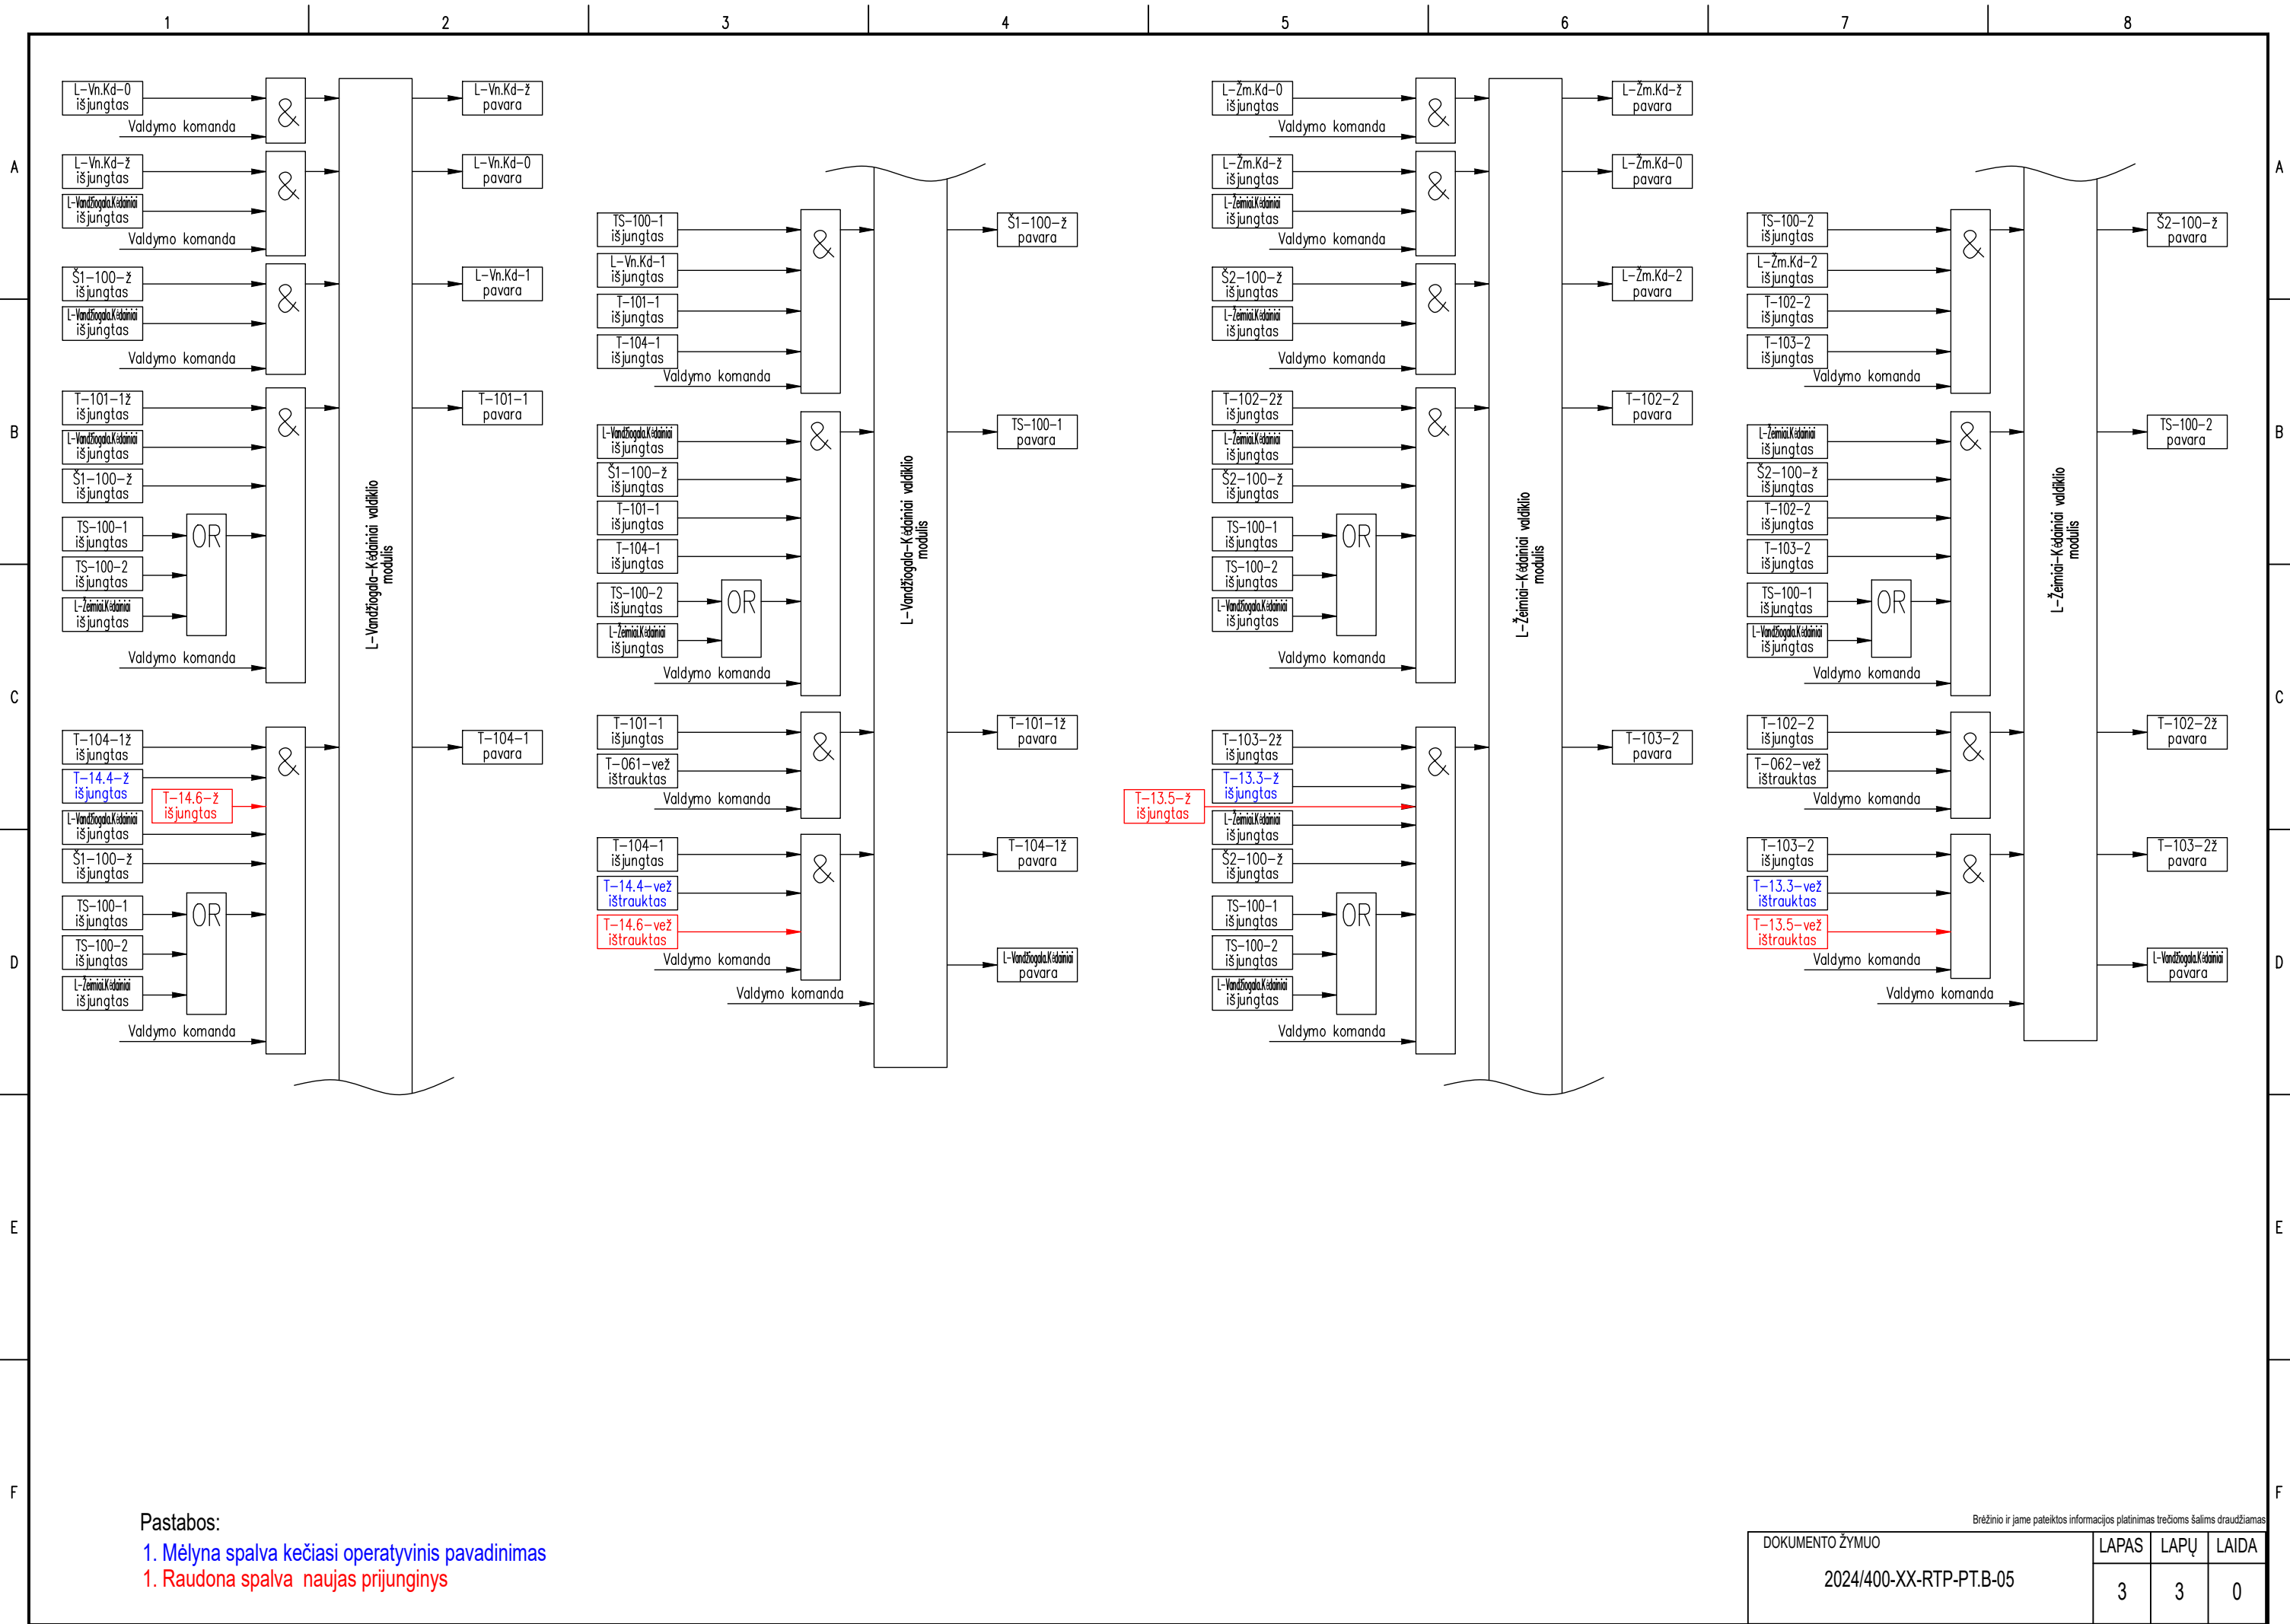 1 2 3 4 5 6 7 8
A
B
C
D
E
F
L-Vn.Kd-0
išjungtas
Valdymo komanda
&
L-Vn.Kd-ž
pavara
L-Vn.Kd-ž
išjungtas
L-Vandžiogala.Kėdainiai
išjungtas
Valdymo komanda
&
L-Vn.Kd-0
pavara
Š1-100-ž
išjungtas
L-Vandžiogala.Kėdainiai
išjungtas
Valdymo komanda
&
L-Vn.Kd-1
pavara
T-101-1ž
išjungtas
L-Vandžiogala.Kėdainiai
išjungtas
Š1-100-ž
išjungtas
TS-100-1
išjungtas
TS-100-2
išjungtas
L-Žeimiai.Kėdainiai
išjungtas
OR
Valdymo komanda
&
T-101-1
pavara
T-104-1ž
išjungtas
T-14.4-ž
išjungtas
T-14.6-ž
išjungtas
L-Vandžiogala.Kėdainiai
išjungtas
Š1-100-ž
išjungtas
TS-100-1
išjungtas
TS-100-2
išjungtas
L-Žeimiai.Kėdainiai
išjungtas
OR
Valdymo komanda
&
T-104-1
pavara
L-Vandžiogala-Kėdainiai valdiklio
modulis
TS-100-1
išjungtas
L-Vn.Kd-1
išjungtas
T-101-1
išjungtas
T-104-1
išjungtas
Valdymo komanda
&
Š1-100-ž
pavara
L-Vandžiogala.Kėdainiai
išjungtas
Š1-100-ž
išjungtas
T-101-1
išjungtas
T-104-1
išjungtas
TS-100-2
išjungtas
L-Žeimiai.Kėdainiai
išjungtas
OR
Valdymo komanda
&
TS-100-1
pavara
T-101-1
išjungtas
T-061-vež
ištrauktas
Valdymo komanda
&
T-101-1ž
pavara
T-104-1
išjungtas
T-14.4-vež
ištrauktas
T-14.6-vež
ištrauktas
Valdymo komanda
&
T-104-1ž
pavara
Valdymo komanda
L-Vandžiogala.Kėdainiai
pavara
L-Vandžiogala-Kėdainiai valdiklio
modulis
L-Žm.Kd-0
išjungtas
Valdymo komanda
&
L-Žm.Kd-ž
pavara
L-Žm.Kd-ž
išjungtas
L-Žeimiai.Kėdainiai
išjungtas
Valdymo komanda
&
L-Žm.Kd-0
pavara
Š2-100-ž
išjungtas
L-Žeimiai.Kėdainiai
išjungtas
Valdymo komanda
&
L-Žm.Kd-2
pavara
T-102-2ž
išjungtas
L-Žeimiai.Kėdainiai
išjungtas
Š2-100-ž
išjungtas
TS-100-1
išjungtas
TS-100-2
išjungtas
L-Vandžiogala.Kėdainiai
išjungtas
OR
Valdymo komanda
&
T-102-2
pavara
T-103-2ž
išjungtas
T-13.3-ž
išjungtas
T-13.5-ž
išjungtas
L-Žeimiai.Kėdainiai
išjungtas
Š2-100-ž
išjungtas
TS-100-1
išjungtas
TS-100-2
išjungtas
L-Vandžiogala.Kėdainiai
išjungtas
OR
Valdymo komanda
&
T-103-2
pavara
L-Žeimiai-Kėdainiai valdiklio
modulis
TS-100-2
išjungtas
L-Žm.Kd-2
išjungtas
T-102-2
išjungtas
T-103-2
išjungtas
Valdymo komanda
&
Š2-100-ž
pavara
L-Žeimiai.Kėdainiai
išjungtas
Š2-100-ž
išjungtas
T-102-2
išjungtas
T-103-2
išjungtas
TS-100-1
išjungtas
L-Vandžiogala.Kėdainiai
išjungtas
OR
Valdymo komanda
&
TS-100-2
pavara
T-102-2
išjungtas
T-062-vež
ištrauktas
Valdymo komanda
&
T-102-2ž
pavara
T-103-2
išjungtas
T-13.3-vež
ištrauktas
T-13.5-vež
ištrauktas
Valdymo komanda
&
T-103-2ž
pavara
Valdymo komanda
L-Vandžiogala.Kėdainiai
pavara
L-Žeimiai-Kėdainiai valdiklio
modulis
A
B
C
D
E
F
Pastabos:
1. Mėlyna spalva kečiasi operatyvinis pavadinimas
1. Raudona spalva naujas prijunginys
Brėžinio ir jame pateiktos informacijos platinimas trečioms šalims draudžiamas
DOKUMENTO ŽYMUO
2024/400-XX-RTP-PT.B-05
LAPAS LAPŲ LAIDA
3 3 0